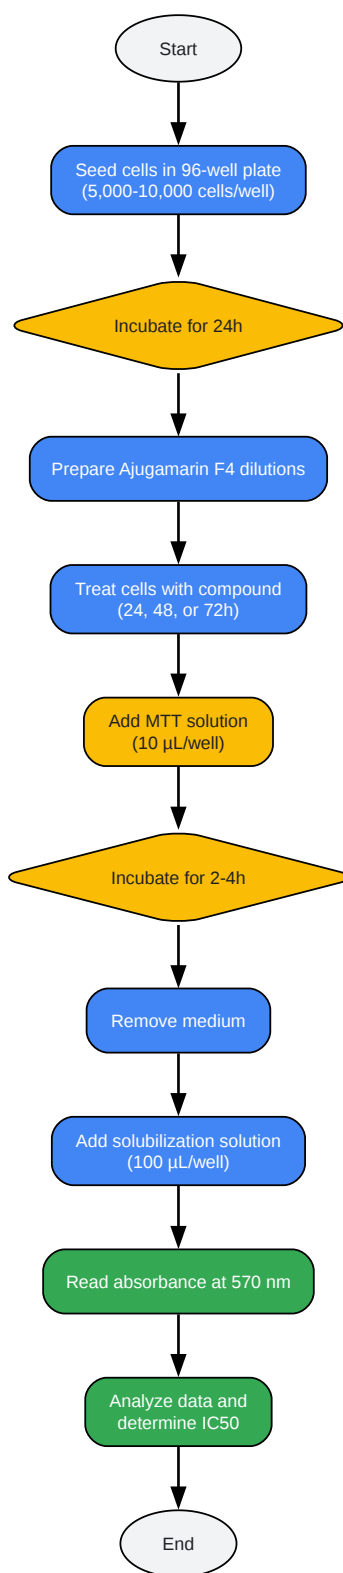 Start
Seed cells in 96-well plate
(5,000-10,000 cells/well)
Incubate for 24h
Prepare Ajugamarin F4 dilutions
Treat cells with compound
(24, 48, or 72h)
Add MTT solution
(10 µL/well)
Incubate for 2-4h
Remove medium
Add solubilization solution
(100 µL/well)
Read absorbance at 570 nm
Analyze data and
determine IC50
End